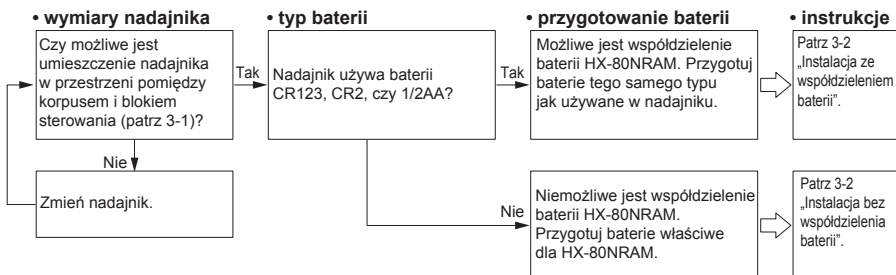 • wymiary nadajnika
• typ baterii
• przygotowanie baterii
• instrukcje
Czy możliwe jest
umieszczenie nadajnika
w przestrzeni pomiędzy
korpusem i blokiem
sterowania (patrz 3-1)?
Tak
Nadajnik używa baterii
CR123, CR2, czy 1/2AA?
Tak
Możliwe jest współdzielenie
baterii HX-80NRAM. Przygotuj
baterie tego samego typu
jak używane w nadajniku.
Patrz 3-2
„Instalacja ze
współdzieleniem
baterii”.
Nie
Zmień nadajnik.
Nie
Niemożliwe jest współdzielenie
baterii HX-80NRAM.
Przygotuj baterie właściwe
dla HX-80NRAM.
Patrz 3-2
„Instalacja bez
współdzielenia
baterii”.